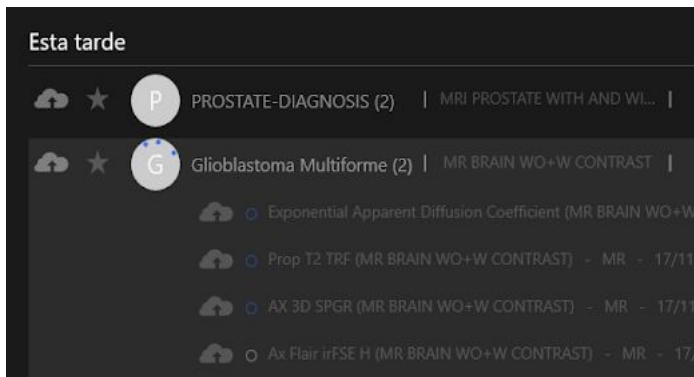 Esta tarde
P PROSTATE-DIAGNOSIS (2) | MRI PROSTATE WITH AND WI... |
G Glioblastoma Multiforme (2) | MR BRAIN WO+W CONTRAST |
Exponential Apparent Diffusion Coefficient (MR BRAIN WO+W
Prop T2 TRF (MR BRAIN WO+W CONTRAST) - MR - 17/11
AX 3D SPGR (MR BRAIN WO+W CONTRAST) - MR - 17/11
Ax Flair irFSE H (MR BRAIN WO+W CONTRAST) - MR - 17/